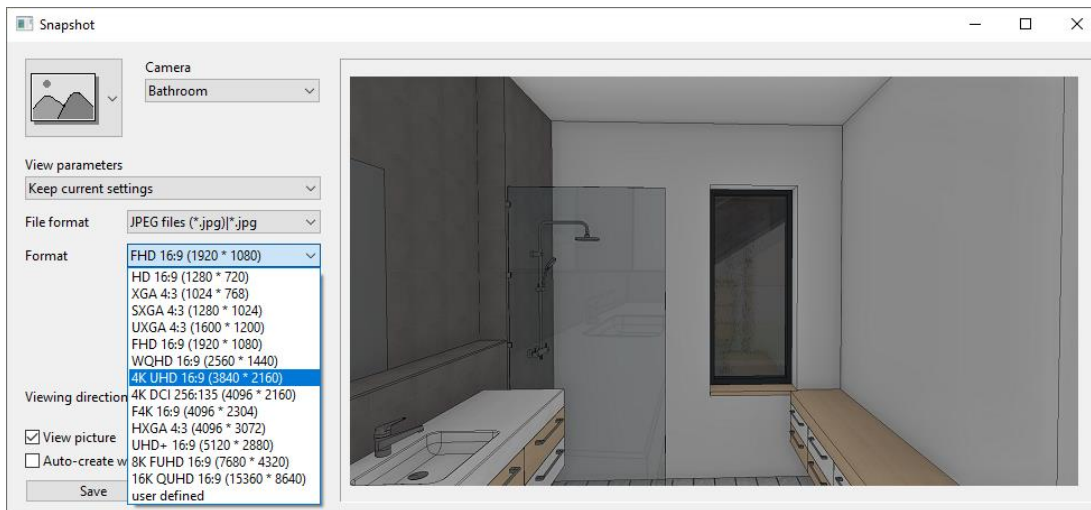 Snapshot
Camera
Bathroom
View parameters
Keep current settings
File format JPEG files (*.jpg)|*.jpg
Format FHD 16:9 (1920 * 1080)
HD 16:9 (1280 * 720)
XGA 4:3 (1024 * 768)
SXGA 4:3 (1280 * 1024)
UXGA 4:3 (1600 * 1200)
FHD 16:9 (1920 * 1080)
WQHD 16:9 (2560 * 1440)
4K UHD 16:9 (3840 * 2160)
Viewing direction 4K DCI 256:135 (4096 * 2160)
F4K 16:9 (4096 * 2304)
HXGA 4:3 (4096 * 3072)
View picture UHD+ 16:9 (5120 * 2880)
Auto-create w 8K FUHD 16:9 (7680 * 4320)
16K QUHD 16:9 (15360 * 8640)
Save user defined